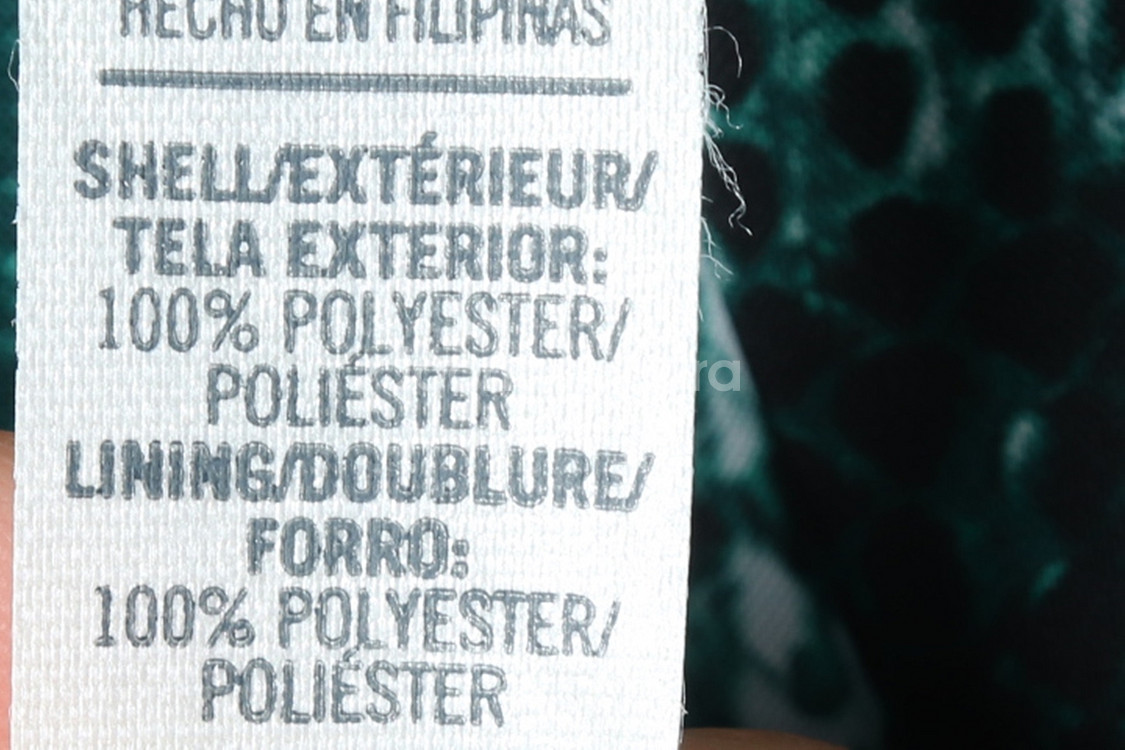 HECHO EN FILIPINAS
SHELL/EXTÉRIEUR/
TELA EXTERIOR:
100% POLYESTER/
POLIÉSTER
LINING/DOUBLURE/
FORRO:
100% POLYESTER/
POLIÉSTER